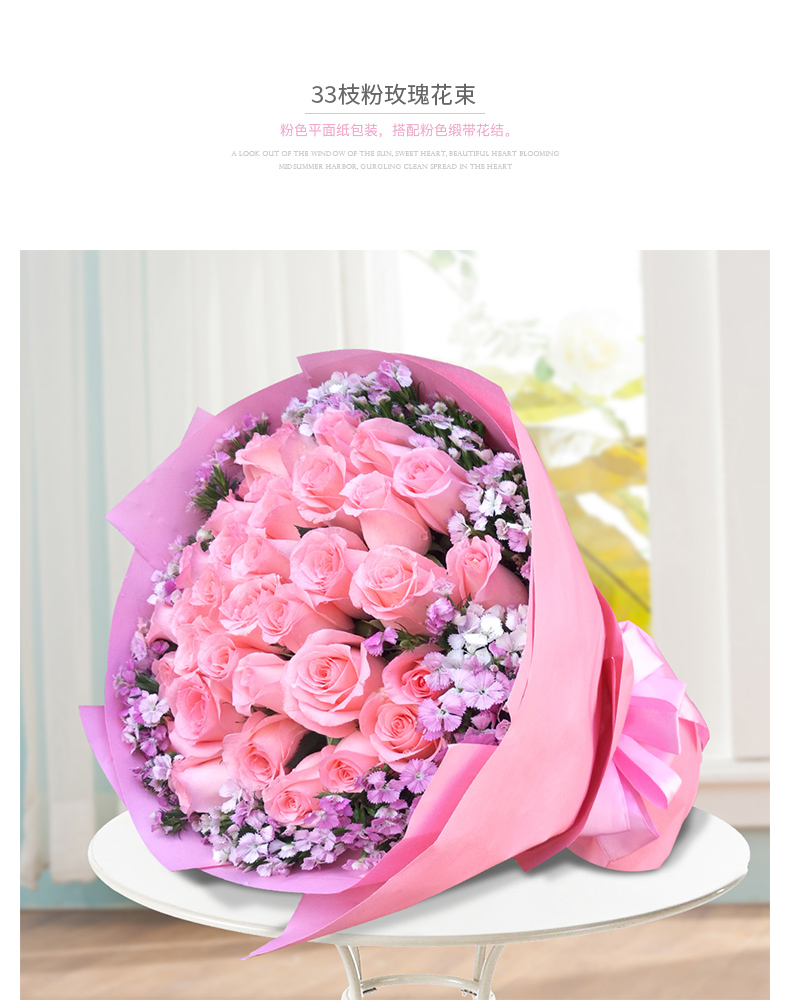 33枝粉玫瑰花束
粉色平面纸包装，搭配粉色缎带花结。
A LOOK OUT OF THE WINDOW OF THE SUN, SWEET HEART, BEAUTIFUL HEART BLOOMING
MIDSUMMER HARBOR, GURGLING CLEAN SPREAD IN THE HEART